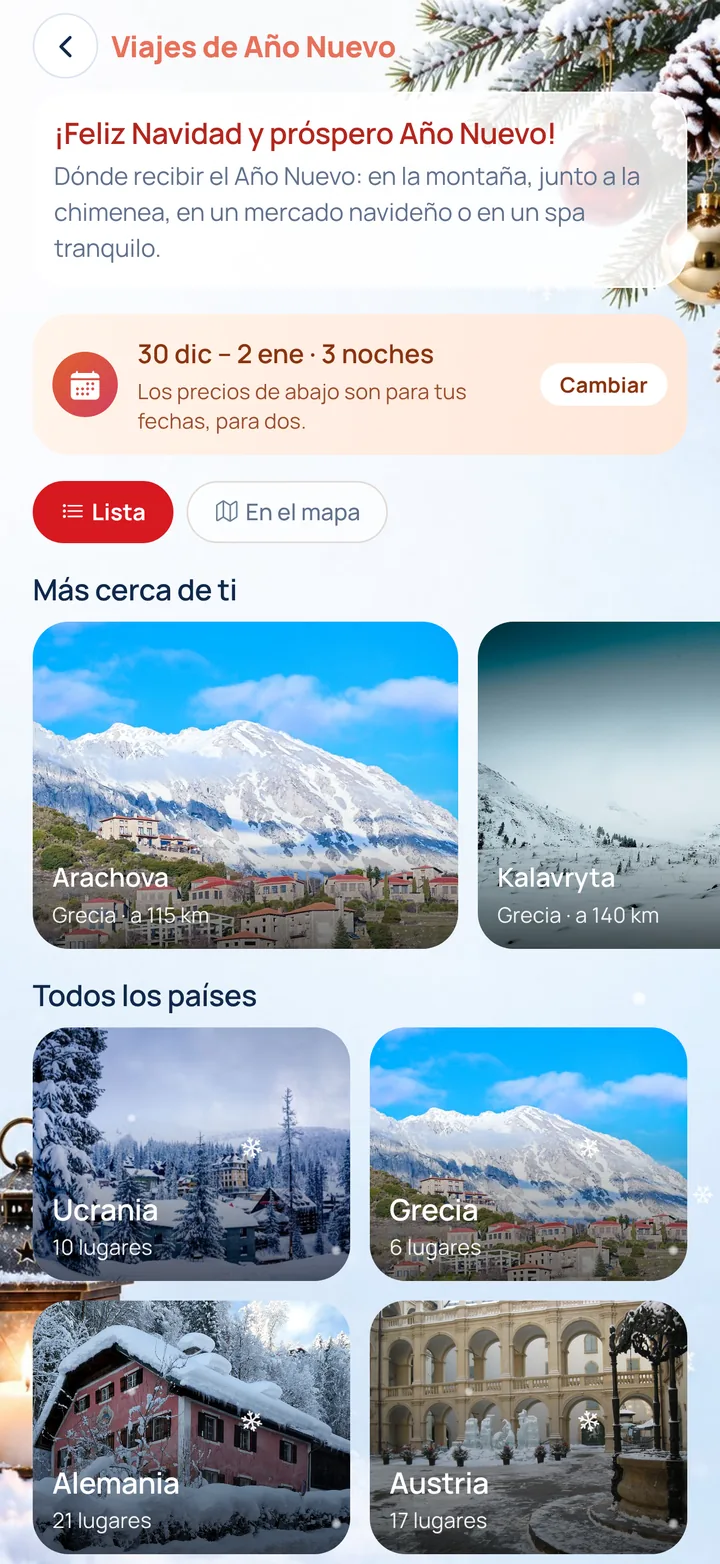 Viajes de Año Nuevo
¡Feliz Navidad y próspero Año Nuevo!
Dónde recibir el Año Nuevo: en la montaña, junto a la
chimenea, en un mercado navideño o en un spa
tranquilo.
30 dic – 2 ene · 3 noches
Los precios de abajo son para tus
fechas, para dos.
Cambiar
Lista
En el mapa
Más cerca de ti
Arachova
Grecia · a 115 km
Kalavryta
Grecia · a 140 km
Todos los países
Ucrania
10 lugares
Grecia
6 lugares
Alemania
21 lugares
Austria
17 lugares